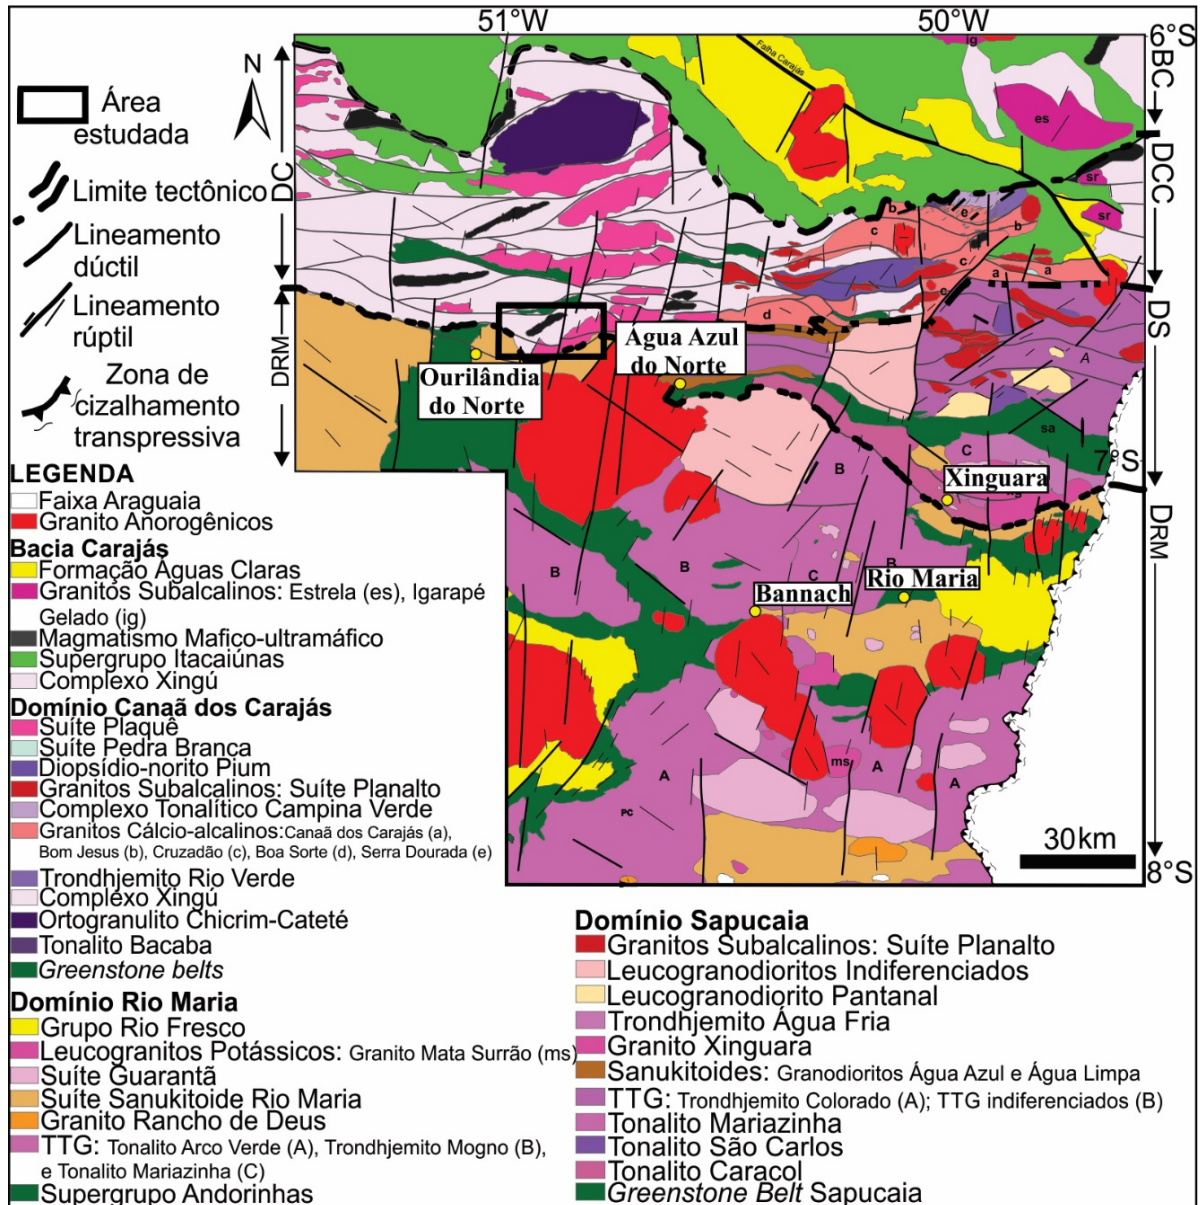 51°W
50°W
6°S
N
Área
estudada
Limite tectônico
Lineamento
dúctil
Lineamento
rúptil
Zona de
cizalhamento
transpressiva
DC
DRM
Falha Carajás
ig
es
sr
sr
BC
DCC
DS
DRM
b
e
c
b
c
a
a
c
d
A
Água Azul
do Norte
Ourilândia
do Norte
sa
C
7°S
Xinguara
B
B
B
C
B
Rio Maria
Bannach
ms
A
A
A
PC
30km
8°S
LEGENDA
Faixa Araguaia
Granito Anorogênicos
Bacia Carajás
Formação Águas Claras
Granitos Subalcalinos: Estrela (es), Igarapé
Gelado (ig)
Magmatismo Mafico-ultramáfico
Supergrupo Itacaiúnas
Complexo Xingú
Domínio Canaã dos Carajás
Suíte Plaquê
Suíte Pedra Branca
Diopsídio-norito Pium
Granitos Subalcalinos: Suíte Planalto
Complexo Tonalítico Campina Verde
Granitos Cálcio-alcalinos:Canaã dos Carajás (a),
Bom Jesus (b), Cruzadão (c), Boa Sorte (d), Serra Dourada (e)
Trondhjemito Rio Verde
Compléxo Xingú
Ortogranulito Chicrim-Cateté
Tonalito Bacaba
Greenstone belts
Domínio Rio Maria
Grupo Rio Fresco
Leucogranitos Potássicos: Granito Mata Surrão (ms)
Suíte Guarantã
Suíte Sanukitoide Rio Maria
Granito Rancho de Deus
TTG: Tonalito Arco Verde (A), Trondhjemito Mogno (B),
e Tonalito Mariazinha (C)
Supergrupo Andorinhas
Domínio Sapucaia
Granitos Subalcalinos: Suíte Planalto
Leucogranodioritos Indiferenciados
Leucogranodiorito Pantanal
Trondhjemito Água Fria
Granito Xinguara
Sanukitoides: Granodioritos Água Azul e Água Limpa
TTG: Trondhjemito Colorado (A); TTG indiferenciados (B)
Tonalito Mariazinha
Tonalito São Carlos
Tonalito Caracol
Greenstone Belt Sapucaia